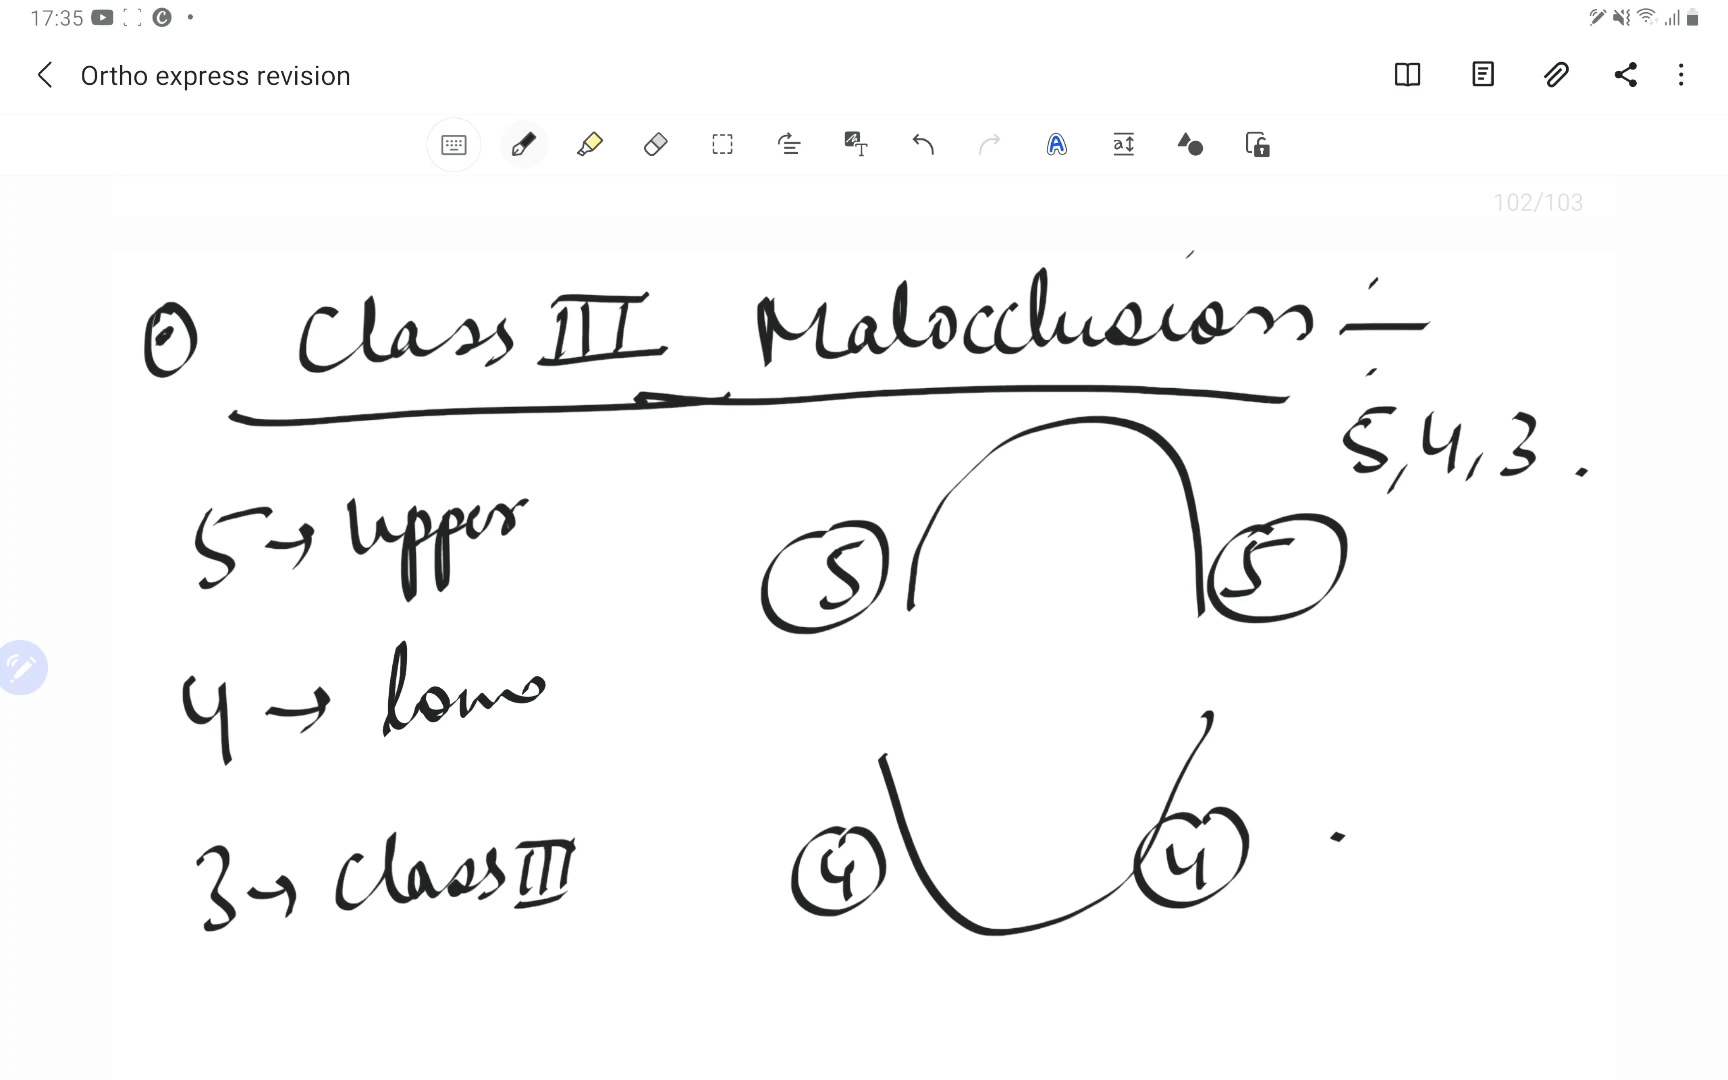 17:35
Ortho express revision
102/103
Class III Malocclusion :-
5,4,3.
5 → Upper
5 5
4 → lower
3 → Class III
4 4